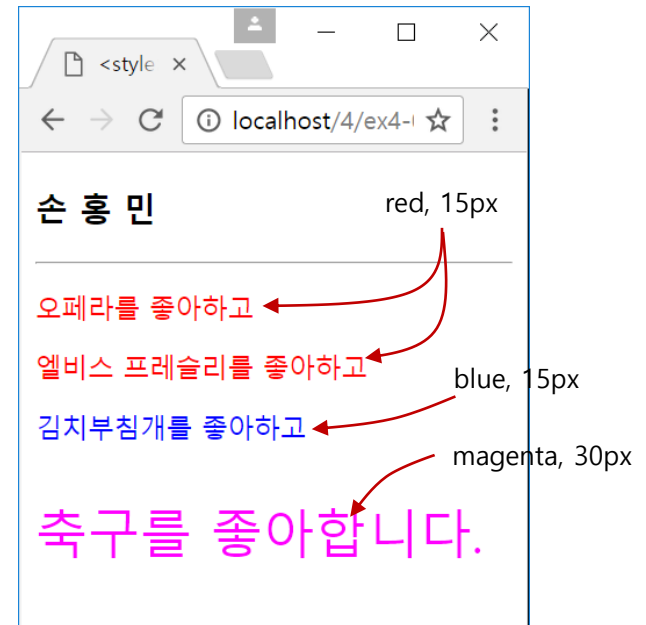 <style
localhost/4/ex4-
손 홍 민
red, 15px
오페라를 좋아하고
엘비스 프레슬리를 좋아하고
blue, 15px
김치부침개를 좋아하고
magenta, 30px
축구를 좋아합니다.